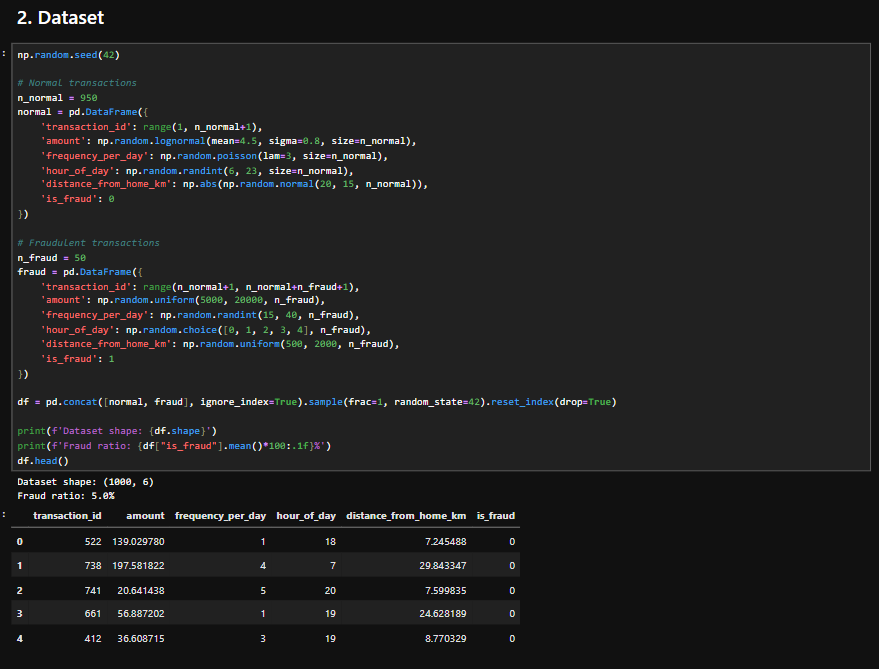 2. Dataset
:
np.random.seed(42)
# Normal transactions
n_normal = 950
normal = pd.DataFrame({
    'transaction_id': range(1, n_normal+1),
    'amount': np.random.lognormal(mean=4.5, sigma=0.8, size=n_normal),
    'frequency_per_day': np.random.poisson(lam=3, size=n_normal),
    'hour_of_day': np.random.randint(6, 23, size=n_normal),
    'distance_from_home_km': np.abs(np.random.normal(20, 15, n_normal)),
    'is_fraud': 0
})
# Fraudulent transactions
n_fraud = 50
fraud = pd.DataFrame({
    'transaction_id': range(n_normal+1, n_normal+n_fraud+1),
    'amount': np.random.uniform(5000, 20000, n_fraud),
    'frequency_per_day': np.random.randint(15, 40, n_fraud),
    'hour_of_day': np.random.choice([0, 1, 2, 3, 4], n_fraud),
    'distance_from_home_km': np.random.uniform(500, 2000, n_fraud),
    'is_fraud': 1
})
df = pd.concat([normal, fraud], ignore_index=True).sample(frac=1, random_state=42).reset_index(drop=True)
print(f'Dataset shape: {df.shape}')
print(f'Fraud ratio: {df["is_fraud"].mean()*100:.1f}%')
df.head()
Dataset shape: (1000, 6)
Fraud ratio: 5.0%
:
transaction_id amount frequency_per_day hour_of_day distance_from_home_km is_fraud
0 522 139.029780 1 18 7.245488 0
1 738 197.581822 4 7 29.843347 0
2 741 20.641438 5 20 7.599835 0
3 661 56.887202 1 19 24.628189 0
4 412 36.608715 3 19 8.770329 0